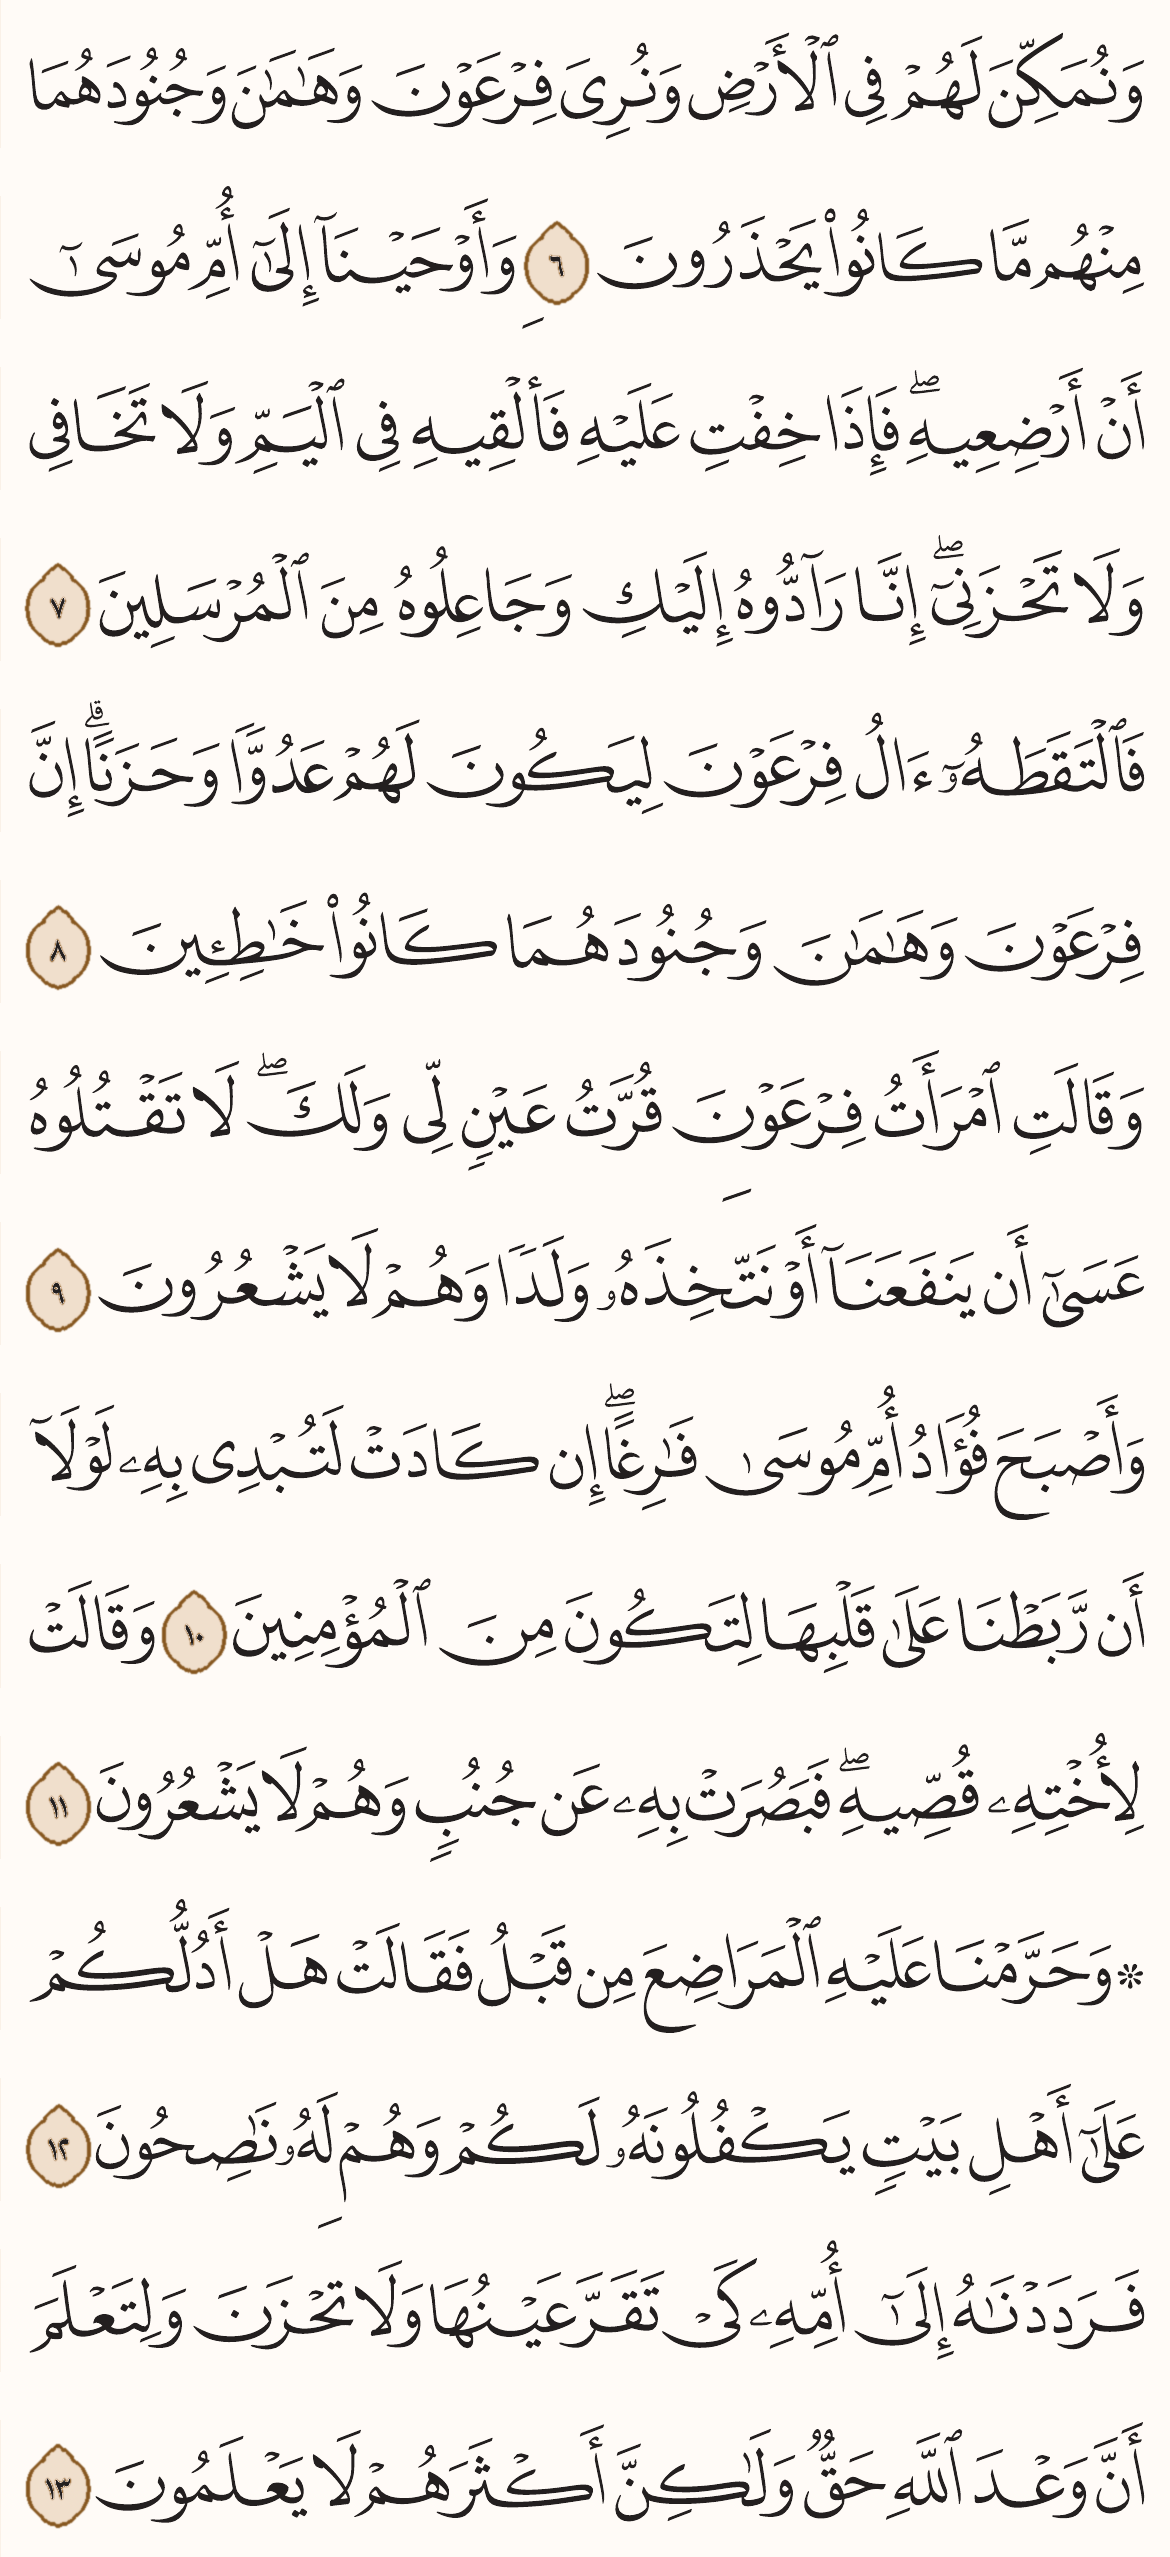 وَنُمَكِّنَ لَهُمْ فِى ٱلْأَرْضِ وَنُرِىَ فِرْعَوْنَ وَهَـٰمَـٰنَ وَجُنُودَهُمَا
مِنْهُم مَّا كَانُوا۟ يَحْذَرُونَ ٦ وَأَوْحَيْنَآ إِلَىٰٓ أُمِّ مُوسَىٰٓ
أَنْ أَرْضِعِيهِ ۖ فَإِذَا خِفْتِ عَلَيْهِ فَأَلْقِيهِ فِى ٱلْيَمِّ وَلَا تَخَافِى
وَلَا تَحْزَنِىٓ ۖ إِنَّا رَآدُّوهُ إِلَيْكِ وَجَاعِلُوهُ مِنَ ٱلْمُرْسَلِينَ ٧
فَٱلْتَقَطَهُۥٓ ءَالُ فِرْعَوْنَ لِيَكُونَ لَهُمْ عَدُوًّا وَحَزَنًا ۗ إِنَّ
فِرْعَوْنَ وَهَـٰمَـٰنَ وَجُنُودَهُمَا كَانُوا۟ خَـٰطِـِٔينَ ٨
وَقَالَتِ ٱمْرَأَتُ فِرْعَوْنَ قُرَّتُ عَيْنٍ لِّى وَلَكَ ۖ لَا تَقْتُلُوهُ
عَسَىٰٓ أَن يَنفَعَنَآ أَوْ نَتَّخِذَهُۥ وَلَدًا وَهُمْ لَا يَشْعُرُونَ ٩
وَأَصْبَحَ فُؤَادُ أُمِّ مُوسَىٰ فَـٰرِغًا ۖ إِن كَادَتْ لَتُبْدِى بِهِۦ لَوْلَآ
أَن رَّبَطْنَا عَلَىٰ قَلْبِهَا لِتَكُونَ مِنَ ٱلْمُؤْمِنِينَ ١٠ وَقَالَتْ
لِأُخْتِهِۦ قُصِّيهِ ۖ فَبَصُرَتْ بِهِۦ عَن جُنُبٍ وَهُمْ لَا يَشْعُرُونَ ١١
۞ وَحَرَّمْنَا عَلَيْهِ ٱلْمَرَاضِعَ مِن قَبْلُ فَقَالَتْ هَلْ أَدُلُّكُمْ
عَلَىٰٓ أَهْلِ بَيْتٍ يَكْفُلُونَهُۥ لَكُمْ وَهُمْ لَهُۥ نَـٰصِحُونَ ١٢
فَرَدَدْنَـٰهُ إِلَىٰٓ أُمِّهِۦ كَىْ تَقَرَّ عَيْنُهَا وَلَا تَحْزَنَ وَلِتَعْلَمَ
أَنَّ وَعْدَ ٱللَّهِ حَقٌّ وَلَـٰكِنَّ أَكْثَرَهُمْ لَا يَعْلَمُونَ ١٣